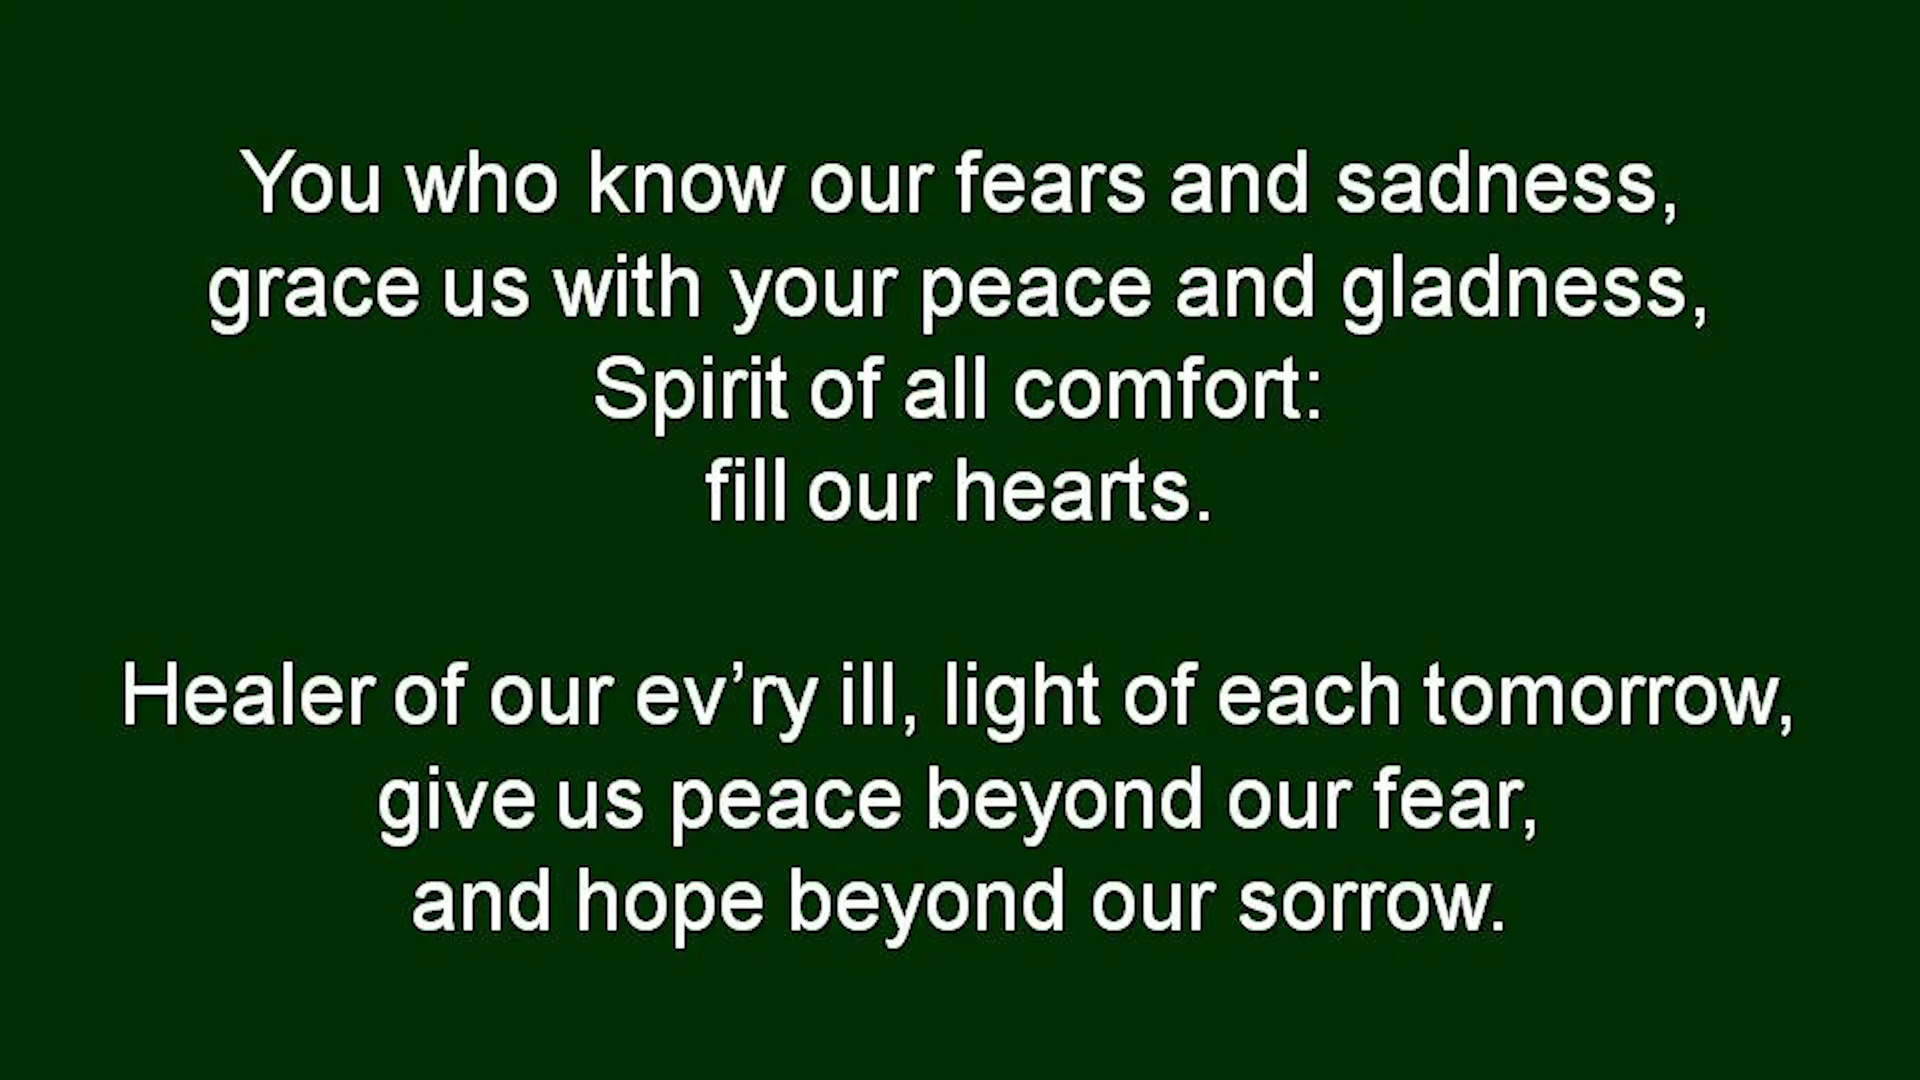 You who know our fears and sadness,
grace us with your peace and gladness,
Spirit of all comfort:
fill our hearts.
Healer of our ev’ry ill, light of each tomorrow,
give us peace beyond our fear,
and hope beyond our sorrow.